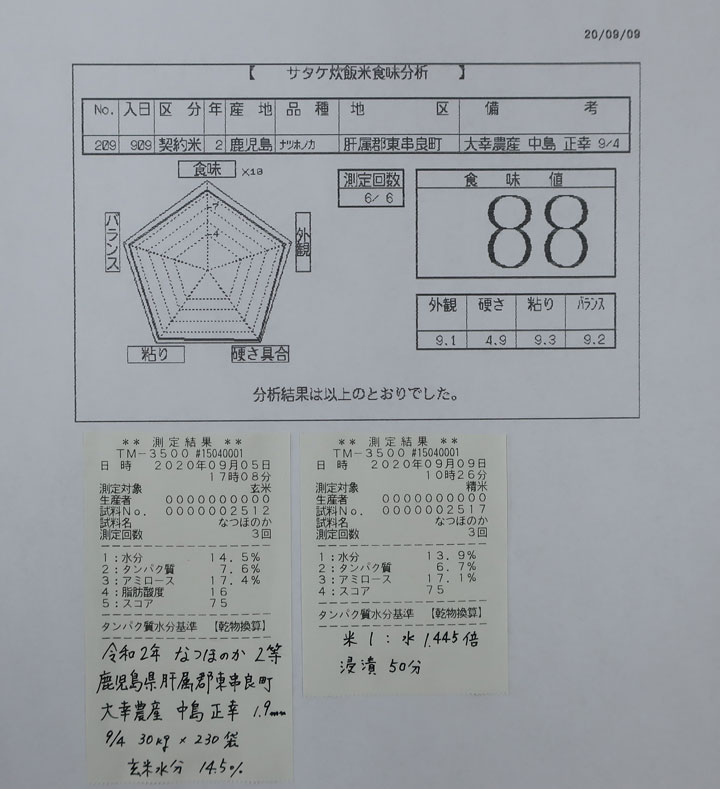 20/09/09
【 サタケ炊飯米食味分析 】
No. 入日 区 分 年 産 地 品 種 地 区 備 考
209 909 契約米 2 鹿児島 ナツホノカ 肝属郡東串良町 大幸農産 中島 正幸 9/4
食味 ×10
バランス
外観
粘り
硬さ具合
7
4
測定回数
6/ 6
食 味 値
88
外観 硬さ 粘り バランス
9.1 4.9 9.3 9.2
分析結果は以上のとおりでした。
** 測定結果 **
TM-3500 #15040001
日 時 2020年09月05日
17時08分
測定対象 玄米
生産者 00000000000
試料No. 0000002512
試料名 なつほのか
測定回数 3回
1:水分 14.5%
2:タンパク質 7.6%
3:アミロース 17.4%
4:脂肪酸度 16
5:スコア 75
タンパク質水分基準 【乾物換算】
令和2年 なつほのか 2等
鹿児島県肝属郡東串良町
大幸農産 中島 正幸 1.9mm
9/4 30kg × 230袋
玄米水分 14.5%
** 測定結果 **
TM-3500 #15040001
日 時 2020年09月09日
10時26分
測定対象 精米
生産者 00000000000
試料No. 0000002517
試料名 なつほのか
測定回数 3回
1:水分 13.9%
2:タンパク質 6.7%
3:アミロース 17.1%
4:スコア 75
タンパク質水分基準 【乾物換算】
米 1 : 水 1.445倍
浸漬 50分